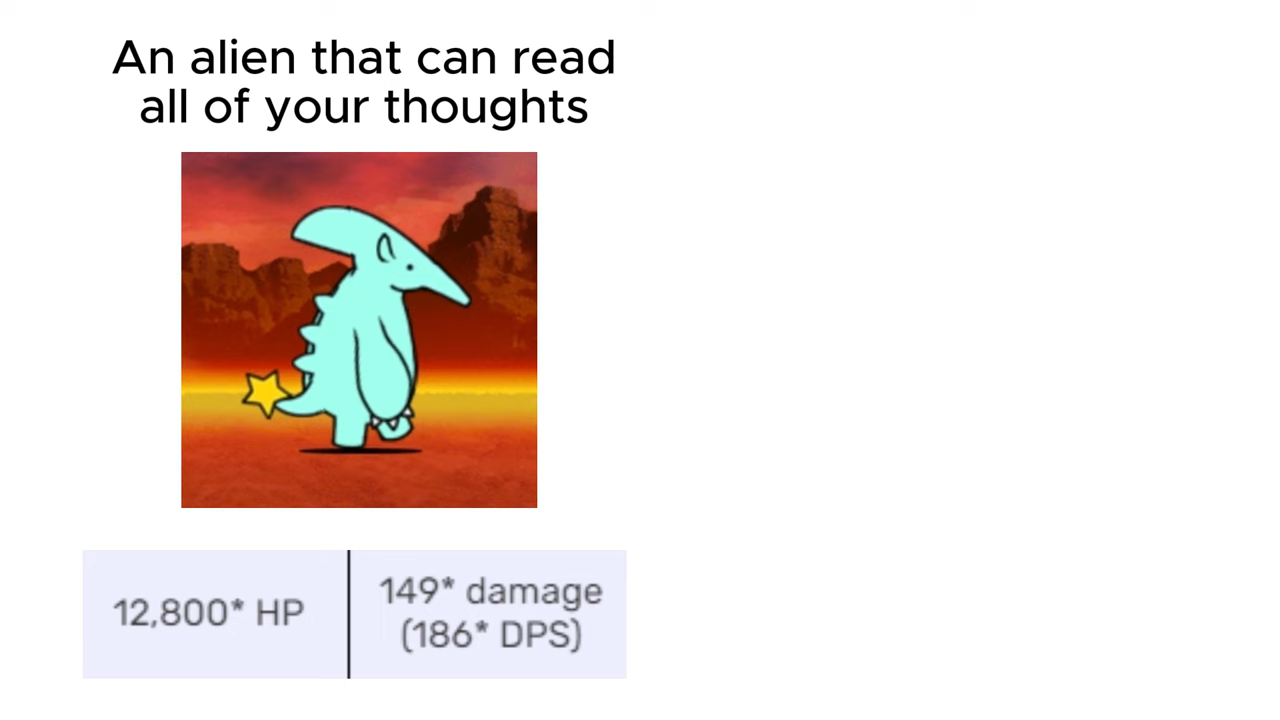 An alien that can read
all of your thoughts
12,800* HP
149* damage
(186* DPS)